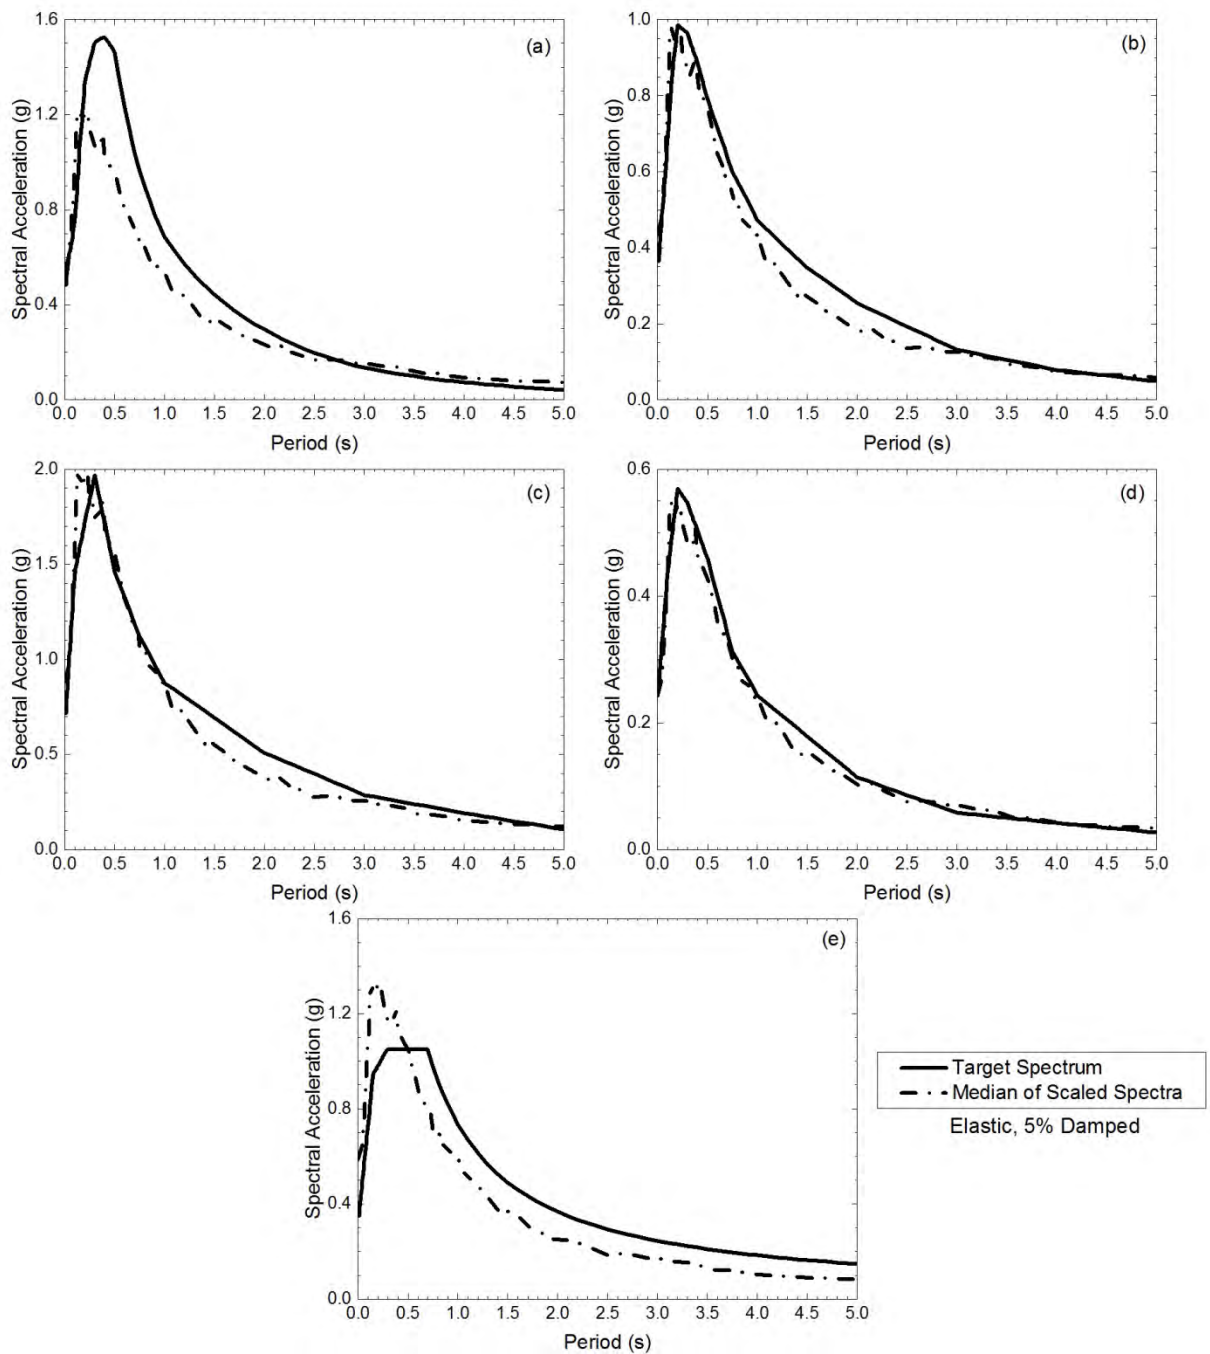 (a)
1.6
1.2
0.8
0.4
0.0
Spectral Acceleration (g)
0.0 0.5 1.0 1.5 2.0 2.5 3.0 3.5 4.0 4.5 5.0
Period (s)
(b)
1.0
0.8
0.6
0.4
0.2
0.0
Spectral Acceleration (g)
0.0 0.5 1.0 1.5 2.0 2.5 3.0 3.5 4.0 4.5 5.0
Period (s)
(c)
2.0
1.5
1.0
0.5
0.0
Spectral Acceleration (g)
0.0 0.5 1.0 1.5 2.0 2.5 3.0 3.5 4.0 4.5 5.0
Period (s)
(d)
0.6
0.4
0.2
0.0
Spectral Acceleration (g)
0.0 0.5 1.0 1.5 2.0 2.5 3.0 3.5 4.0 4.5 5.0
Period (s)
(e)
1.6
1.2
0.8
0.4
0.0
Spectral Acceleration (g)
0.0 0.5 1.0 1.5 2.0 2.5 3.0 3.5 4.0 4.5 5.0
Period (s)
Target Spectrum
Median of Scaled Spectra
Elastic, 5% Damped